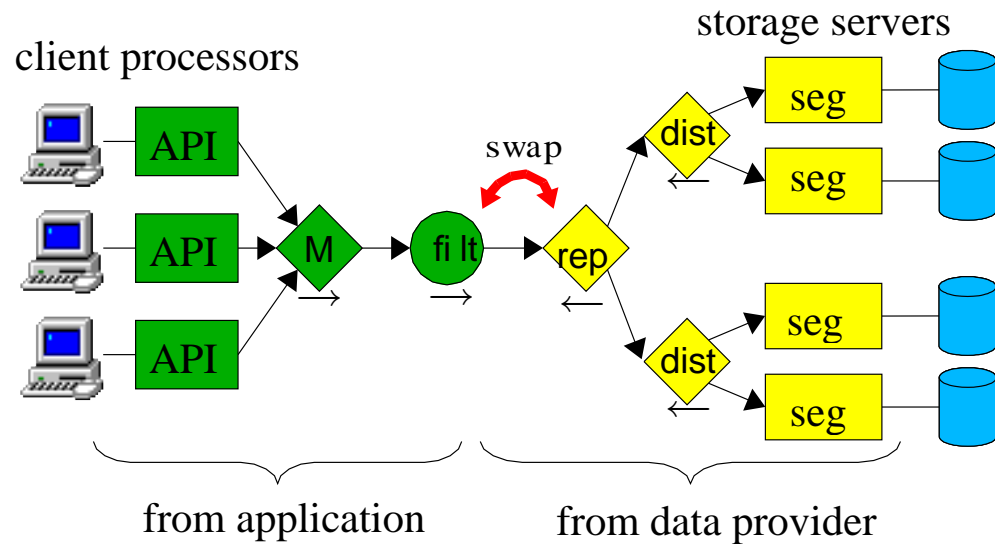 storage servers
client processors
seg
API
dist
swap
seg
API
M
fi lt
rep
seg
API
dist
seg
from application
from data provider